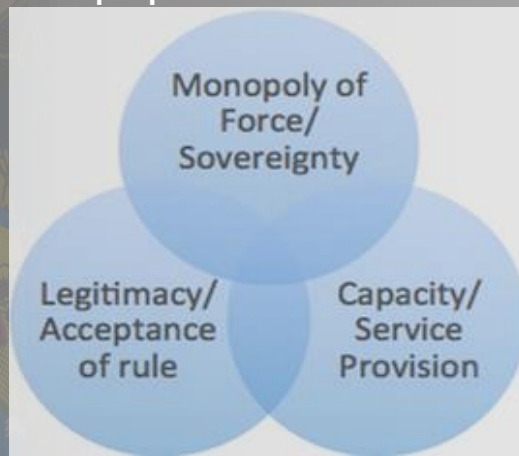 Monopoly of
Force/
Sovereignty
Legitimacy/
Acceptance
of rule
Capacity/
Service
Provision